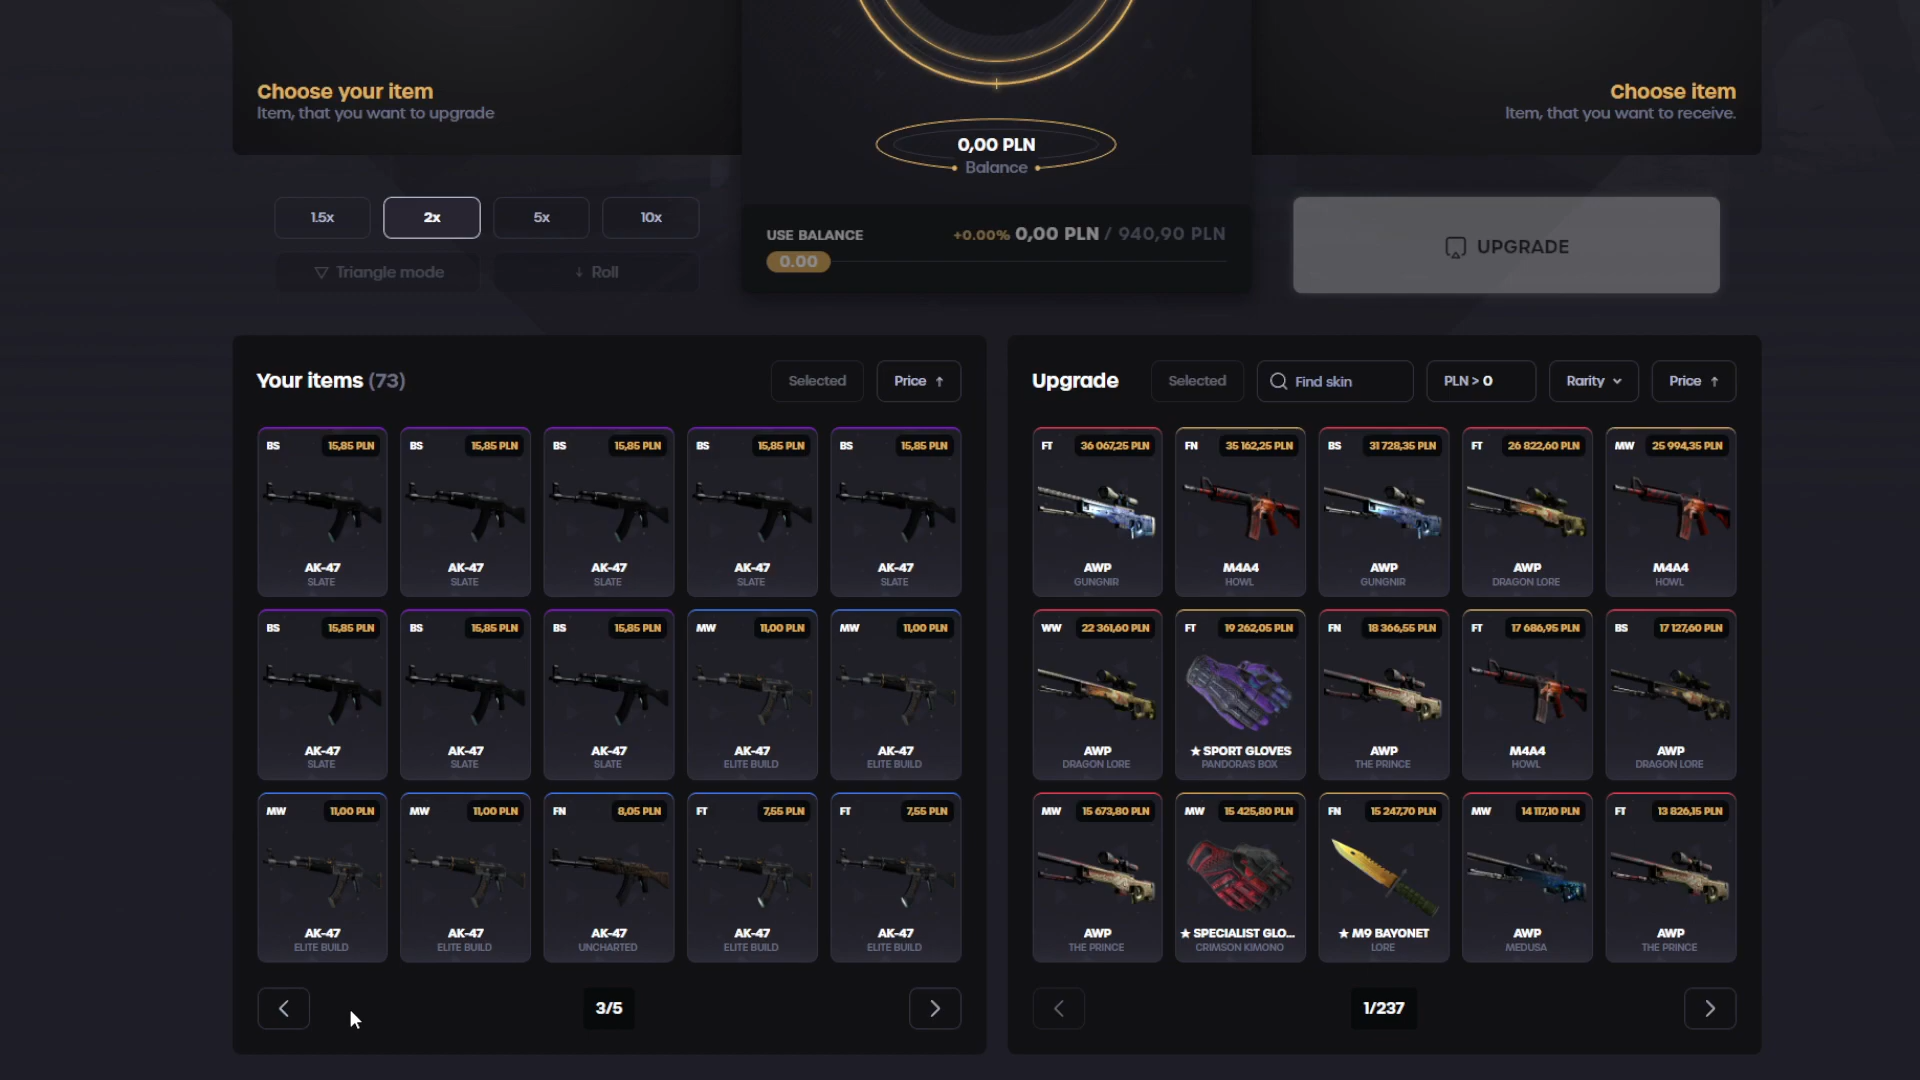 Choose your item
Item, that you want to upgrade
Choose item
Item, that you want to receive.
0,00 PLN
Balance
1.5x
2x
5x
10x
Triangle mode
Roll
USE BALANCE
+0.00% 0,00 PLN / 940,90 PLN
0.00
UPGRADE
Your items (73)
Selected
Price
BS 15,85 PLN BS 15,85 PLN BS 15,85 PLN BS 15,85 PLN BS 15,85 PLN
AK-47 AK-47 AK-47 AK-47 AK-47
SLATE SLATE SLATE SLATE SLATE
BS 15,85 PLN BS 15,85 PLN BS 15,85 PLN MW 11,00 PLN MW 11,00 PLN
AK-47 AK-47 AK-47 AK-47 AK-47
SLATE SLATE SLATE ELITE BUILD ELITE BUILD
MW 11,00 PLN MW 11,00 PLN FN 8,05 PLN FT 7,55 PLN FT 7,55 PLN
AK-47 AK-47 AK-47 AK-47 AK-47
ELITE BUILD ELITE BUILD UNCHARTED ELITE BUILD ELITE BUILD
3/5
Upgrade
Selected
Find skin
PLN > 0
Rarity
Price
FT 36 067,25 PLN FN 35 162,25 PLN BS 31 728,35 PLN FT 26 822,60 PLN MW 25 994,35 PLN
AWP M4A4 AWP AWP M4A4
GUNGNIR HOWL GUNGNIR DRAGON LORE HOWL
WW 22 361,60 PLN FT 19 262,05 PLN FN 18 366,55 PLN FT 17 686,95 PLN BS 17 127,60 PLN
AWP ★ SPORT GLOVES AWP M4A4 AWP
DRAGON LORE PANDORA'S BOX THE PRINCE HOWL DRAGON LORE
MW 15 673,80 PLN MW 15 425,80 PLN FN 15 247,70 PLN MW 14 117,10 PLN FT 13 826,15 PLN
AWP ★ SPECIALIST GLO... ★ M9 BAYONET AWP AWP
THE PRINCE CRIMSON KIMONO LORE MEDUSA THE PRINCE
1/237